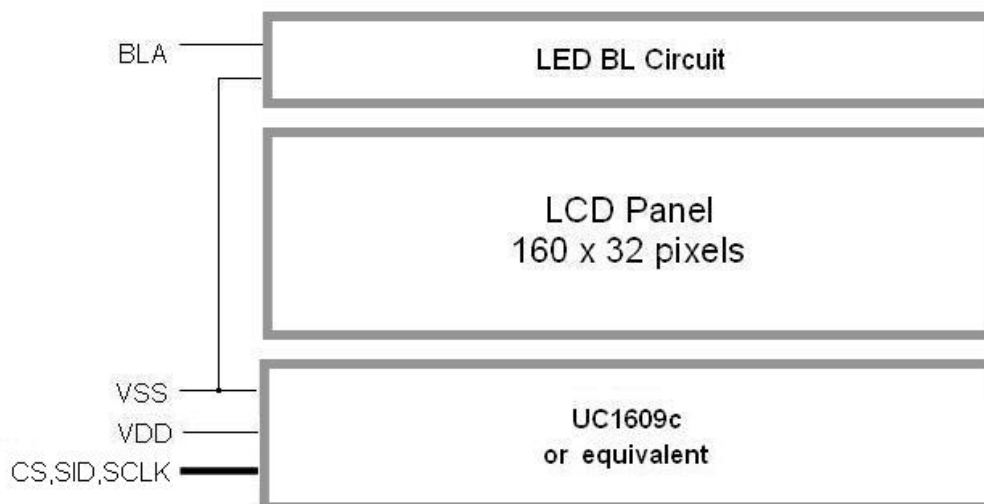 BLA
LED BL Circuit
LCD Panel
160 x 32 pixels
VSS
VDD
CS,SID,SCLK
UC1609c
or equivalent